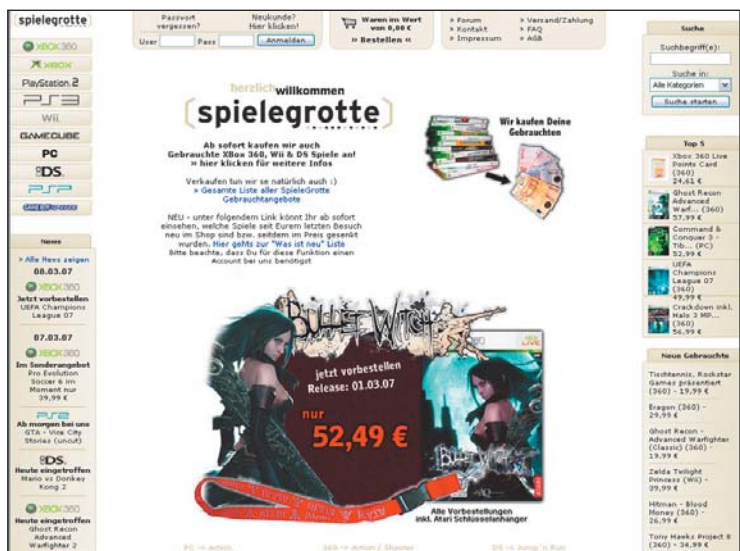 spielegrotte
XBOX 360
XBOX
PlayStation 2
PS3
Wii
GAMECUBE
PC
DS
PSP
GAME BOY ADVANCE
News
» Alle News zeigen
08.03.07
XBOX 360
Jetzt vorbestellen
UEFA Champions
League 07
07.03.07
XBOX 360
Im Sonderangebot
Pro Evolution
Soccer 6 im
Moment nur
39,99 €
PS2
Ab morgen bei uns
GTA - Vice City
Stories (uncut)
DS
Heute eingetroffen
Mario vs Donkey
Kong 2
XBOX 360
Heute eingetroffen
Ghost Recon
Advanced
Warfighter 2
Passwort
vergessen?
Neukunde?
Hier klicken!
User Pass Anmelden
Waren im Wert
von 0,00 €
» Bestellen «
» Forum
» Kontakt
» Impressum
» Versand/Zahlung
» FAQ
» AGB
herzlich willkommen
(spielegrotte)
Ab sofort kaufen wir auch
Gebrauchte XBox 360, Wii & DS Spiele an!
» hier klicken für weitere Infos
Verkaufen tun wir se natürlich auch :)
» Gesamte Liste aller SpieleGrotte
Gebrauchtangebote
NEU - unter folgendem Link könnt Ihr ab sofort
einsehen, welche Spiele seit Eurem letzten Besuch
neu im Shop sind bzw. seitdem im Preis gesenkt
wurden. Hier gehts zur "Was ist neu" Liste
Bitte beachte, dass Du für diese Funktion einen
Account bei uns benötigst
Wir kaufen Deine
Gebrauchten
BULLET WITCH
jetzt vorbestellen
Release: 01.03.07
nur
52,49 €
LIVE
Alle Vorbestellungen
inkl. Atari Schlüsselanhänger
PC -> Action
360 -> Action / Shooter
DS -> Jump 'n Run
Suche
Suchbegriff(e):
Suche in:
Alle Kategorien
Suche starten
Top 5
Xbox 360 Live
Points Card
(360)
24,61 €
Ghost Recon
Advanced
Warf... (360)
57,99 €
Command &
Conquer 3 -
Tib... (PC)
52,99 €
UEFA
Champions
League 07
(360)
49,99 €
Crackdown inkl.
Halo 3 MP...
(360)
56,99 €
Neue Gebrauchte
Tischtennis, Rockstar
Games präsentiert
(360) - 19,99 €
Eragon (360) -
29,99 €
Ghost Recon -
Advanced Warfighter
(Classic) (360) -
19,99 €
Zelda Twilight
Princess (Wii) -
39,99 €
Hitman - Blood
Money (360) -
26,99 €
Tony Hawks Project 8
(360) - 34,99 €